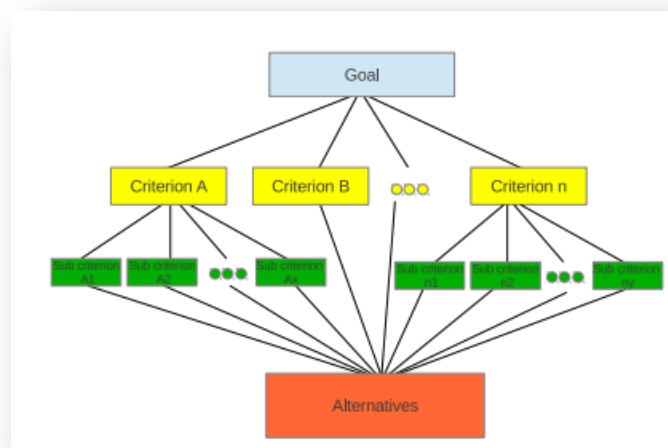 Goal
Criterion A
Criterion B
Criterion n
Sub criterion
A1
Sub criterion
A2
Sub criterion
Ax
Sub criterion
n1
Sub criterion
n2
Sub criterion
ny
Alternatives